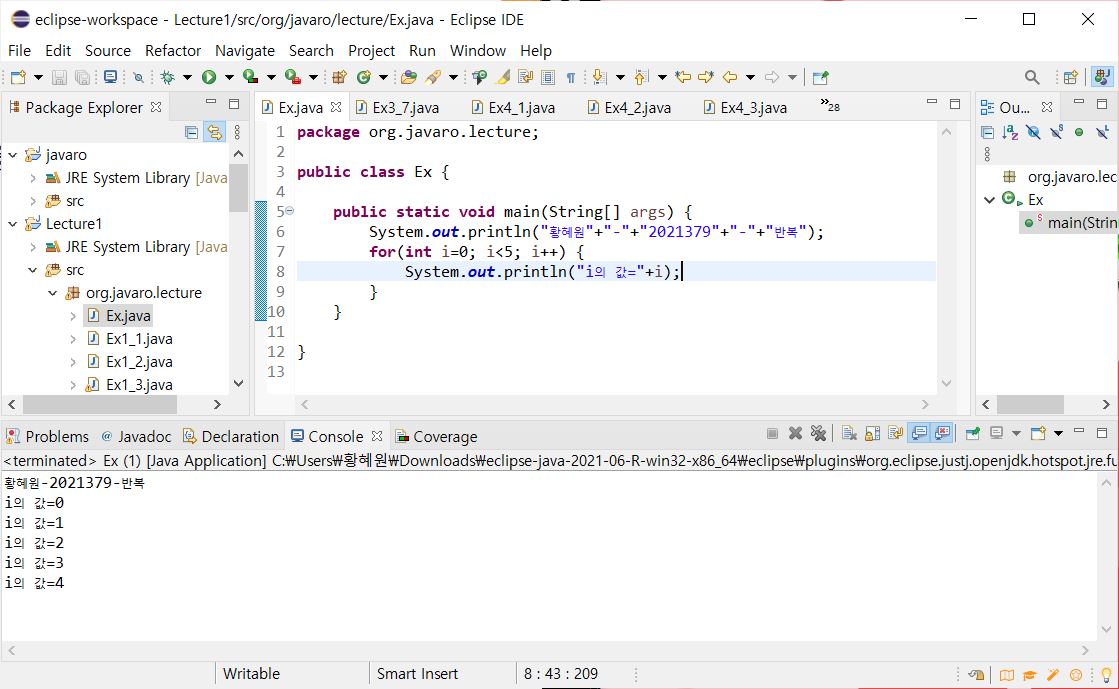 eclipse-workspace - Lecture1/src/org/javaro/lecture/Ex.java - Eclipse IDE
File Edit Source Refactor Navigate Search Project Run Window Help
Package Explorer
javaro
JRE System Library [Java
src
Lecture1
JRE System Library [Java
src
org.javaro.lecture
Ex.java
Ex1_1.java
Ex1_2.java
Ex1_3.java
Ex.java Ex3_7.java Ex4_1.java Ex4_2.java Ex4_3.java »28
1 package org.javaro.lecture;
2
3 public class Ex {
4
5 public static void main(String[] args) {
6 System.out.println("황혜원"+"-"+"2021379"+"-"+"반복");
7 for(int i=0; i<5; i++) {
8 System.out.println("i의 값="+i);
9 }
10 }
11
12 }
13
Ou...
org.javaro.lec
Ex
main(Strin
Problems @ Javadoc Declaration Console Coverage
<terminated> Ex (1) [Java Application] C:₩Users₩황혜원₩Downloads₩eclipse-java-2021-06-R-win32-x86_64₩eclipse₩plugins₩org.eclipse.justj.openjdk.hotspot.jre.fu
황혜원-2021379-반복
i의 값=0
i의 값=1
i의 값=2
i의 값=3
i의 값=4
Writable Smart Insert 8 : 43 : 209